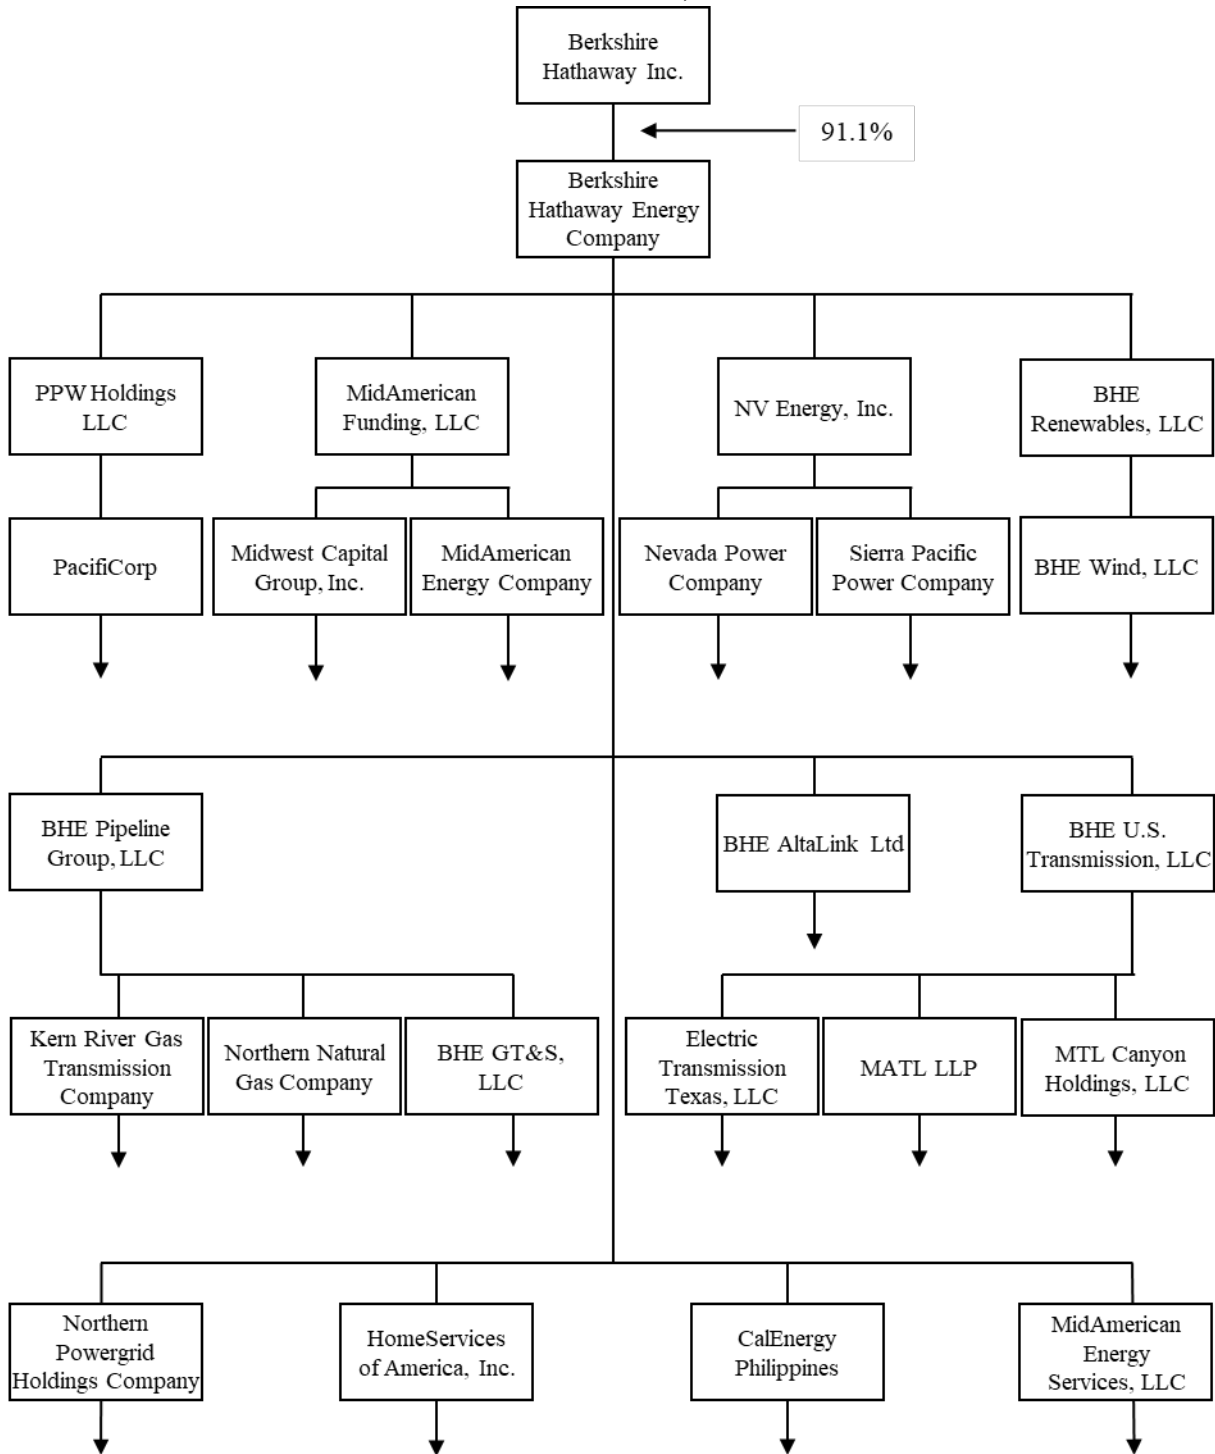 Berkshire
Hathaway Inc.
91.1%
Berkshire
Hathaway Energy
Company
PPW Holdings
LLC
MidAmerican
Funding, LLC
NV Energy, Inc.
BHE
Renewables, LLC
PacifiCorp
Midwest Capital
Group, Inc.
MidAmerican
Energy Company
Nevada Power
Company
Sierra Pacific
Power Company
BHE Wind, LLC
BHE Pipeline
Group, LLC
BHE AltaLink Ltd
BHE U.S.
Transmission, LLC
Kern River Gas
Transmission
Company
Northern Natural
Gas Company
BHE GT&S,
LLC
Electric
Transmission
Texas, LLC
MATL LLP
MTL Canyon
Holdings, LLC
Northern
Powergrid
Holdings Company
HomeServices
of America, Inc.
CalEnergy
Philippines
MidAmerican
Energy
Services, LLC